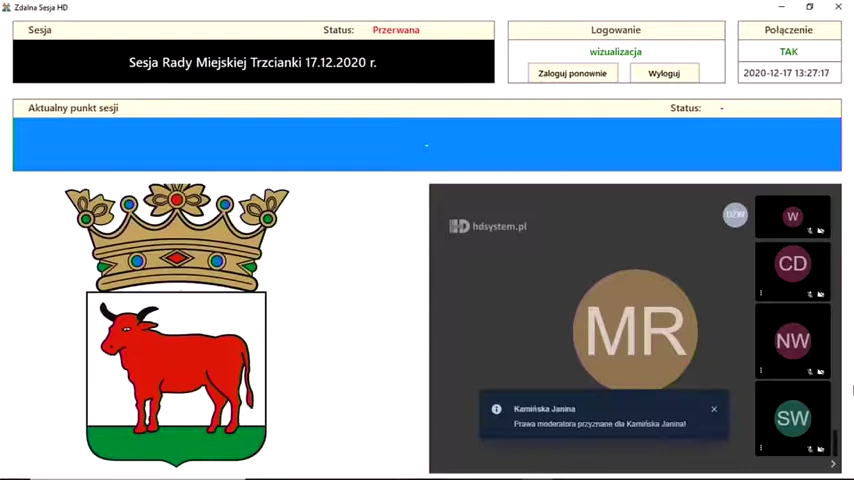 Zdalna Sesja HD
Sesja
Status: Przerwana
Sesja Rady Miejskiej Trzcianki 17.12.2020 r.
Logowanie
wizualizacja
Zaloguj ponownie
Wyloguj
Połączenie
TAK
2020-12-17 13:27:17
Aktualny punkt sesji
Status: -
-
HD hdsystem.pl
DŻW
W
CD
MR
NW
SW
Kamińska Janina
Prawa moderatora przyznane dla Kamińska Janina!